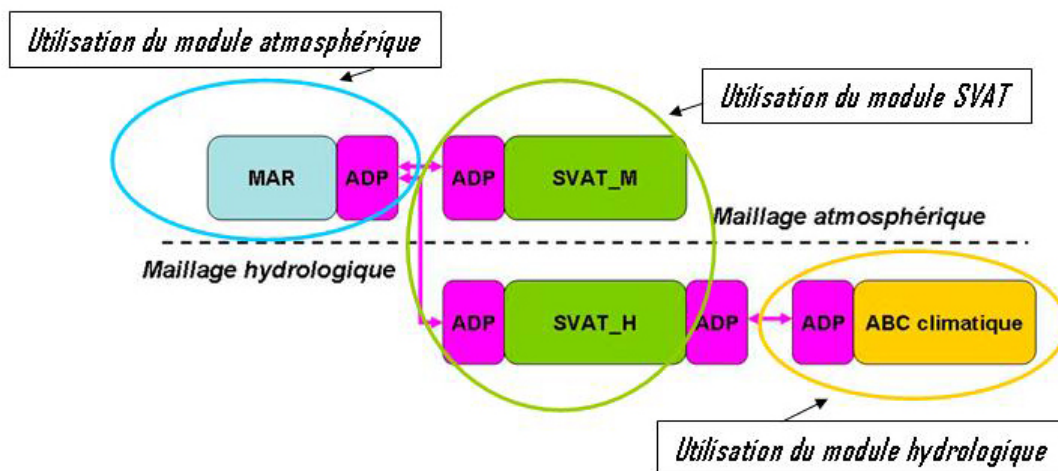 Utilisation du module atmosphérique
Utilisation du module SVAT
MAR ADP ADP SVAT_M
Maillage atmosphérique
Maillage hydrologique
ADP SVAT_H ADP ADP ABC climatique
Utilisation du module hydrologique